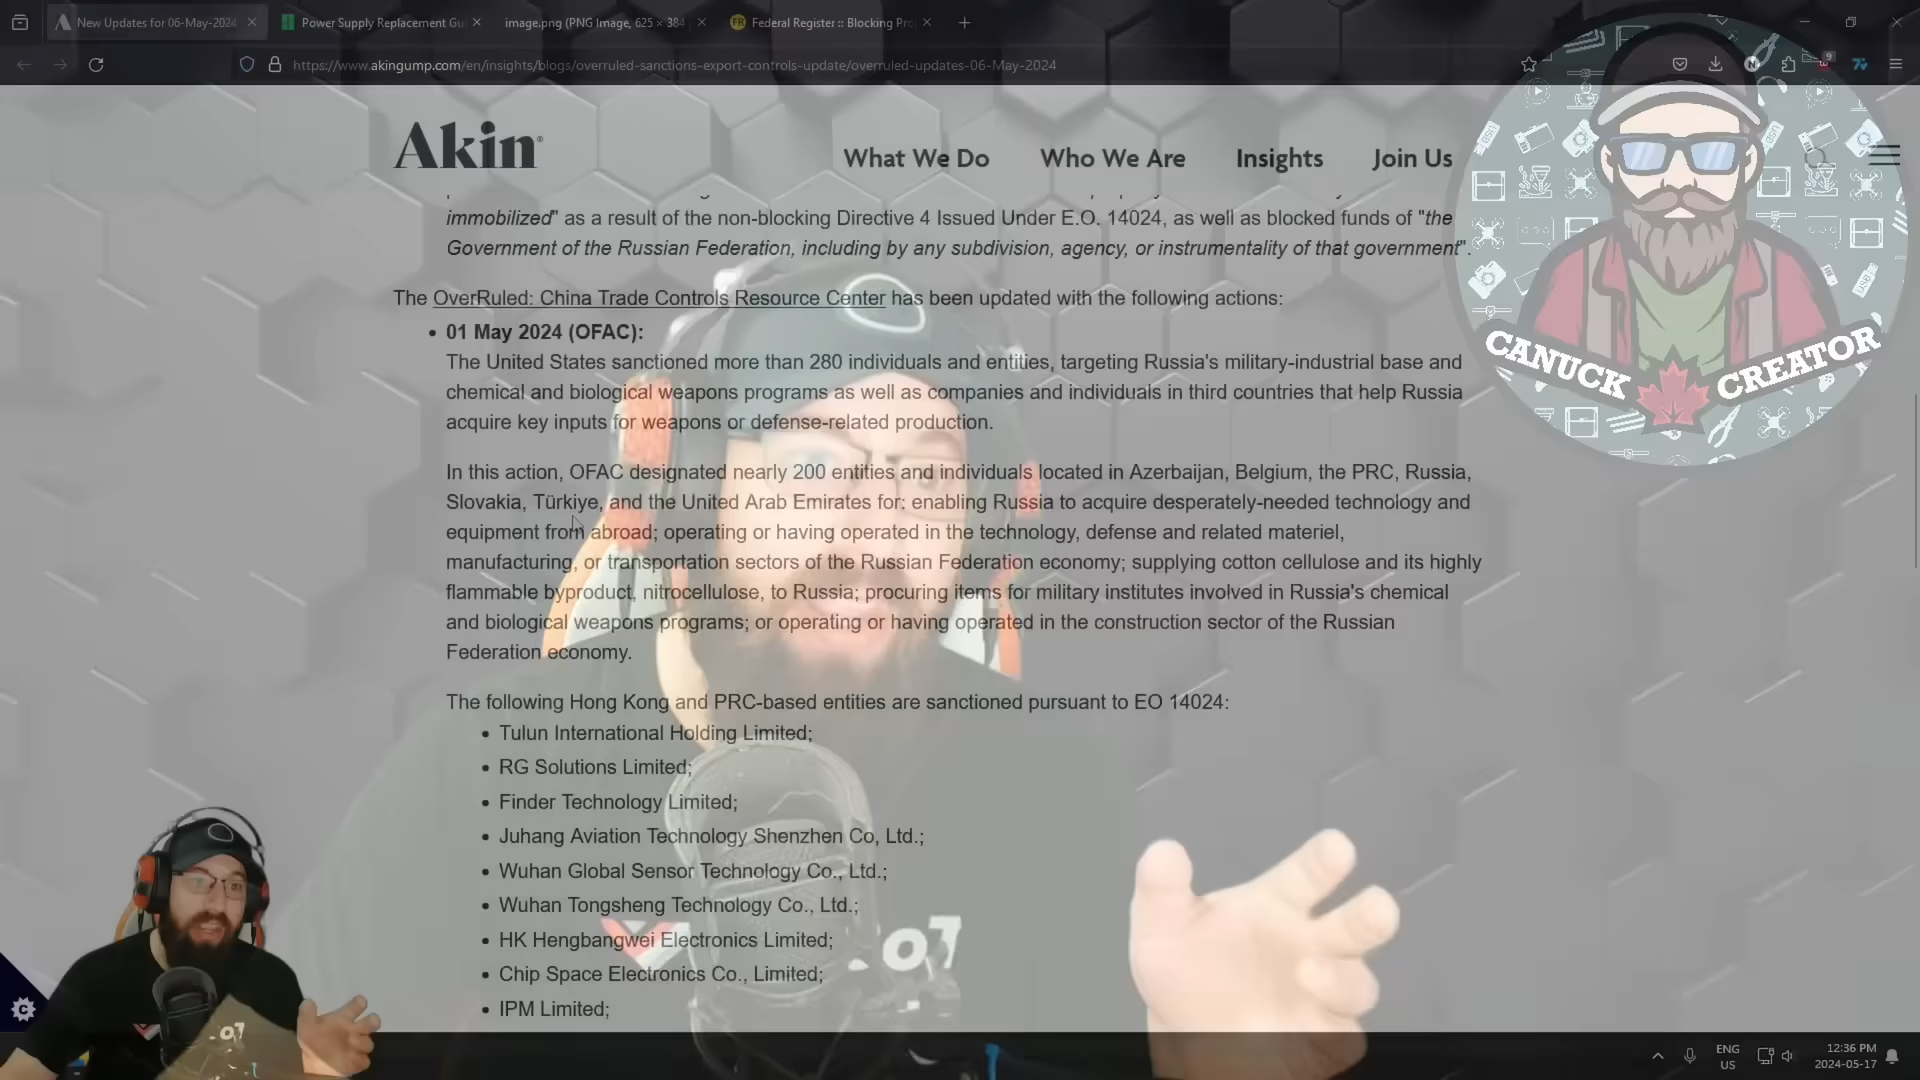 New Updates for 06-May-2024
Power Supply Replacement Gu
image.png (PNG Image, 625 × 384
Federal Register :: Blocking Pro
https://www.akingump.com/en/insights/blogs/overruled-sanctions-export-controls-update/overruled-updates-06-May-2024
Akin
What We Do Who We Are Insights Join Us
immobilized" as a result of the non-blocking Directive 4 Issued Under E.O. 14024, as well as blocked funds of "the
Government of the Russian Federation, including by any subdivision, agency, or instrumentality of that government".
The OverRuled: China Trade Controls Resource Center has been updated with the following actions:
• 01 May 2024 (OFAC):
The United States sanctioned more than 280 individuals and entities, targeting Russia's military-industrial base and
chemical and biological weapons programs as well as companies and individuals in third countries that help Russia
acquire key inputs for weapons or defense-related production.
In this action, OFAC designated nearly 200 entities and individuals located in Azerbaijan, Belgium, the PRC, Russia,
Slovakia, Türkiye, and the United Arab Emirates for: enabling Russia to acquire desperately-needed technology and
equipment from abroad; operating or having operated in the technology, defense and related materiel,
manufacturing, or transportation sectors of the Russian Federation economy; supplying cotton cellulose and its highly
flammable byproduct, nitrocellulose, to Russia; procuring items for military institutes involved in Russia's chemical
and biological weapons programs; or operating or having operated in the construction sector of the Russian
Federation economy.
The following Hong Kong and PRC-based entities are sanctioned pursuant to EO 14024:
• Tulun International Holding Limited;
• RG Solutions Limited;
• Finder Technology Limited;
• Juhang Aviation Technology Shenzhen Co, Ltd.;
• Wuhan Global Sensor Technology Co., Ltd.;
• Wuhan Tongsheng Technology Co., Ltd.;
• HK Hengbangwei Electronics Limited;
• Chip Space Electronics Co., Limited;
• IPM Limited;
CANUCK CREATOR
ENG
US
12:36 PM
2024-05-17